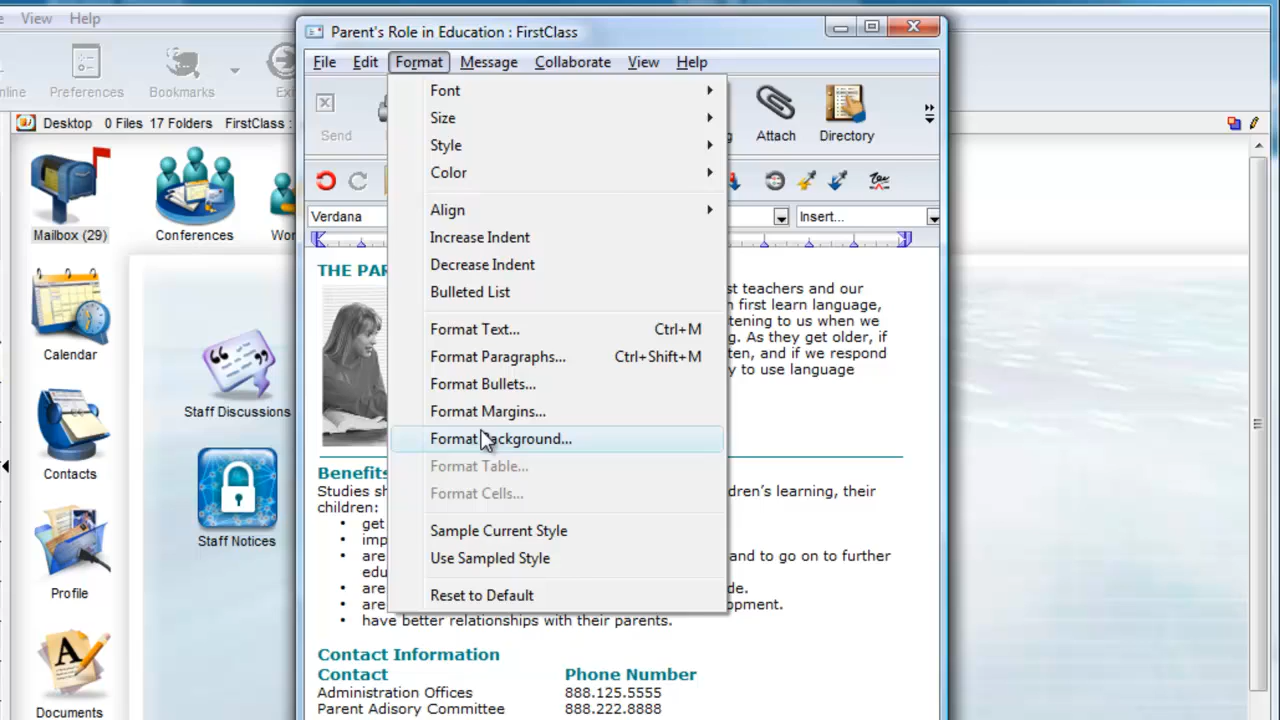 View Help
Parent's Role in Education : FirstClass
File Edit Format Message Collaborate View Help
Preferences Bookmarks
Send
Attach Directory
Desktop 0 Files 17 Folders FirstClass :
Verdana
Insert...
Font
Size
Style
Color
Align
Increase Indent
Decrease Indent
Bulleted List
Format Text... Ctrl+M
Format Paragraphs... Ctrl+Shift+M
Format Bullets...
Format Margins...
Format Background...
Format Table...
Format Cells...
Sample Current Style
Use Sampled Style
Reset to Default
Mailbox (29)
Conferences
Calendar
Staff Discussions
Contacts
Staff Notices
Profile
Documents
THE PAR
st teachers and our
first learn language,
tening to us when we
g. As they get older, if
ten, and if we respond
y to use language
Benefits
Studies sh
dren's learning, their
children:
• get
• imp
• are
and to go on to further
edu
• are
de.
• are
opment.
• have better relationships with their parents.
Contact Information
Contact Phone Number
Administration Offices 888.125.5555
Parent Adisory Committee 888.222.8888